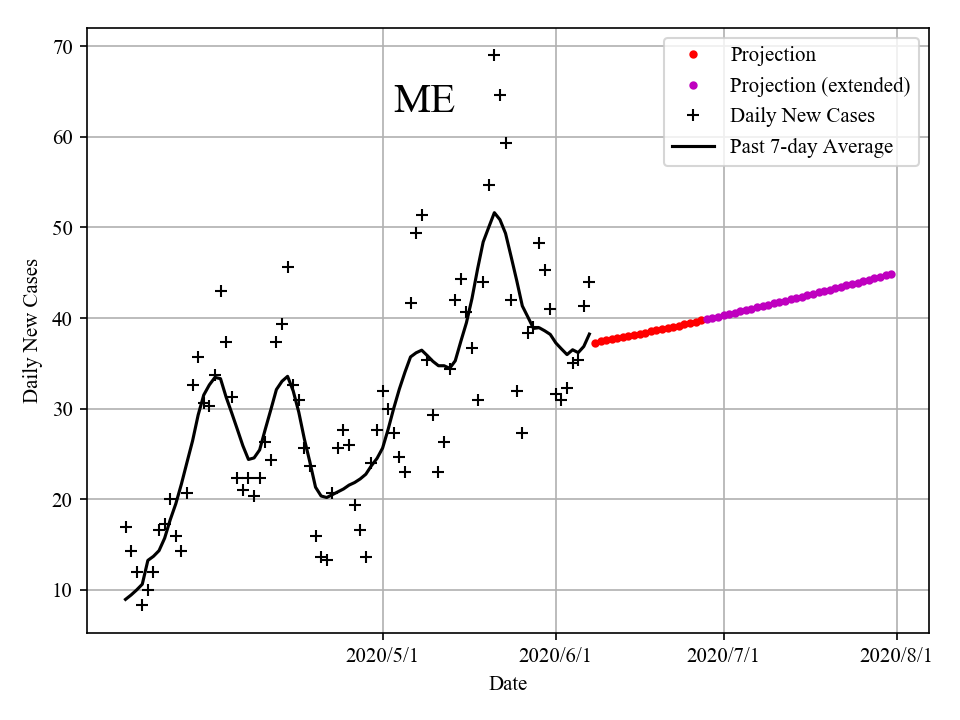 ME
Projection
Projection (extended)
Daily New Cases
Past 7-day Average
70
60
50
40
30
20
10
Daily New Cases
2020/5/1
2020/6/1
2020/7/1
2020/8/1
Date